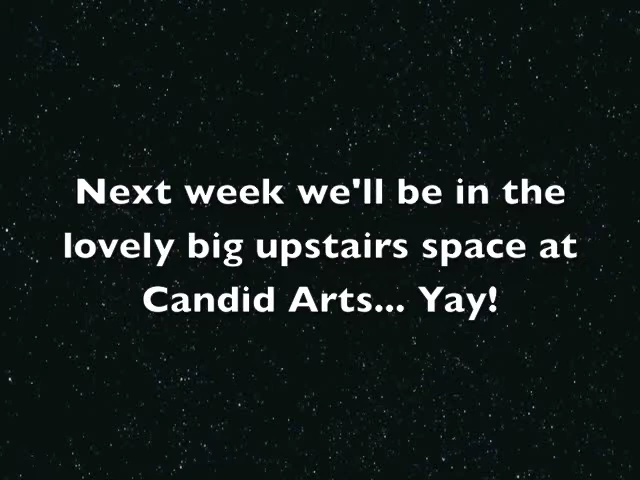 Next week we'll be in the
lovely big upstairs space at
Candid Arts... Yay!